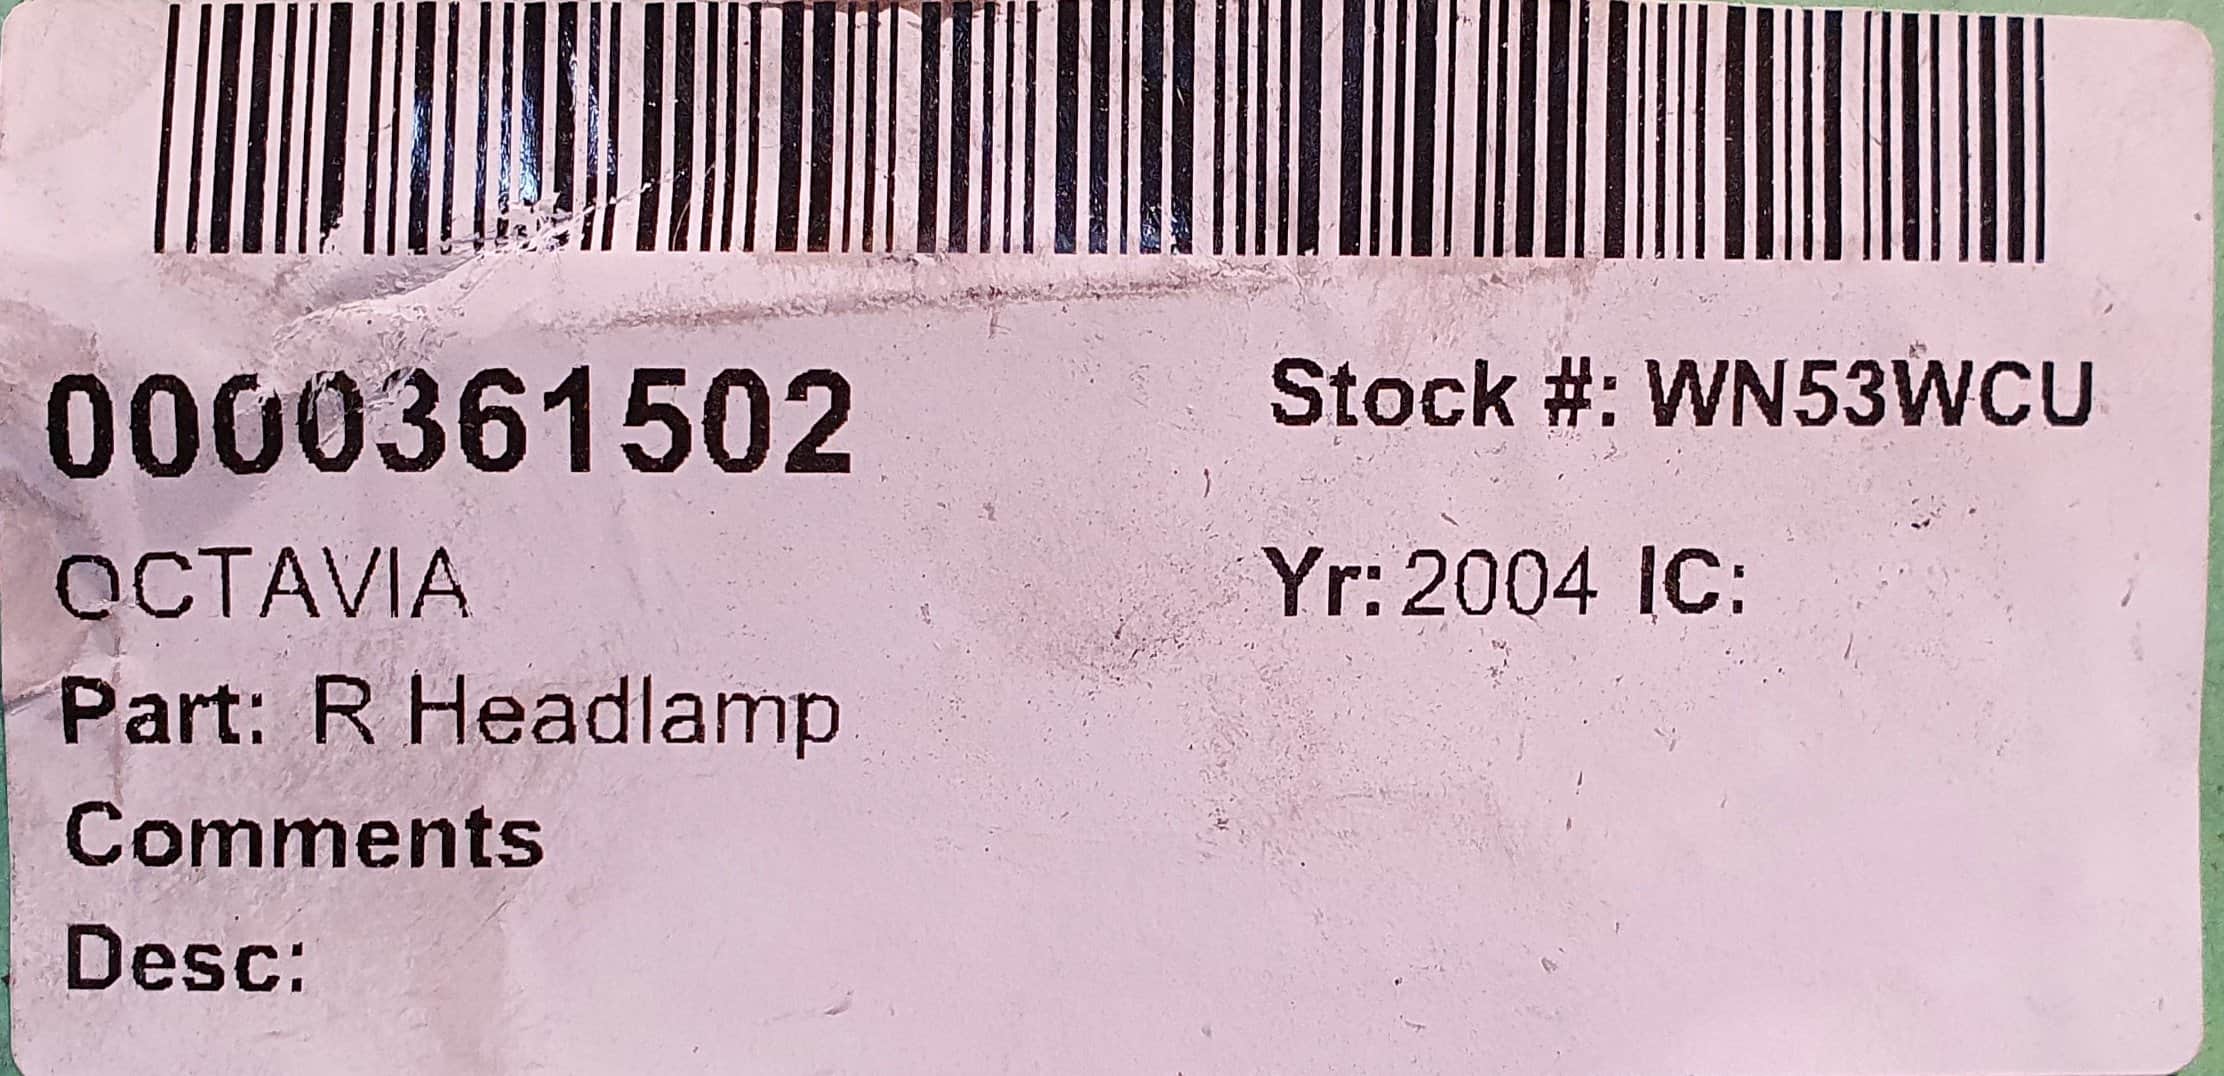 0000361502
Stock #: WN53WCU
OCTAVIA
Yr: 2004 IC:
Part: R Headlamp
Comments
Desc: